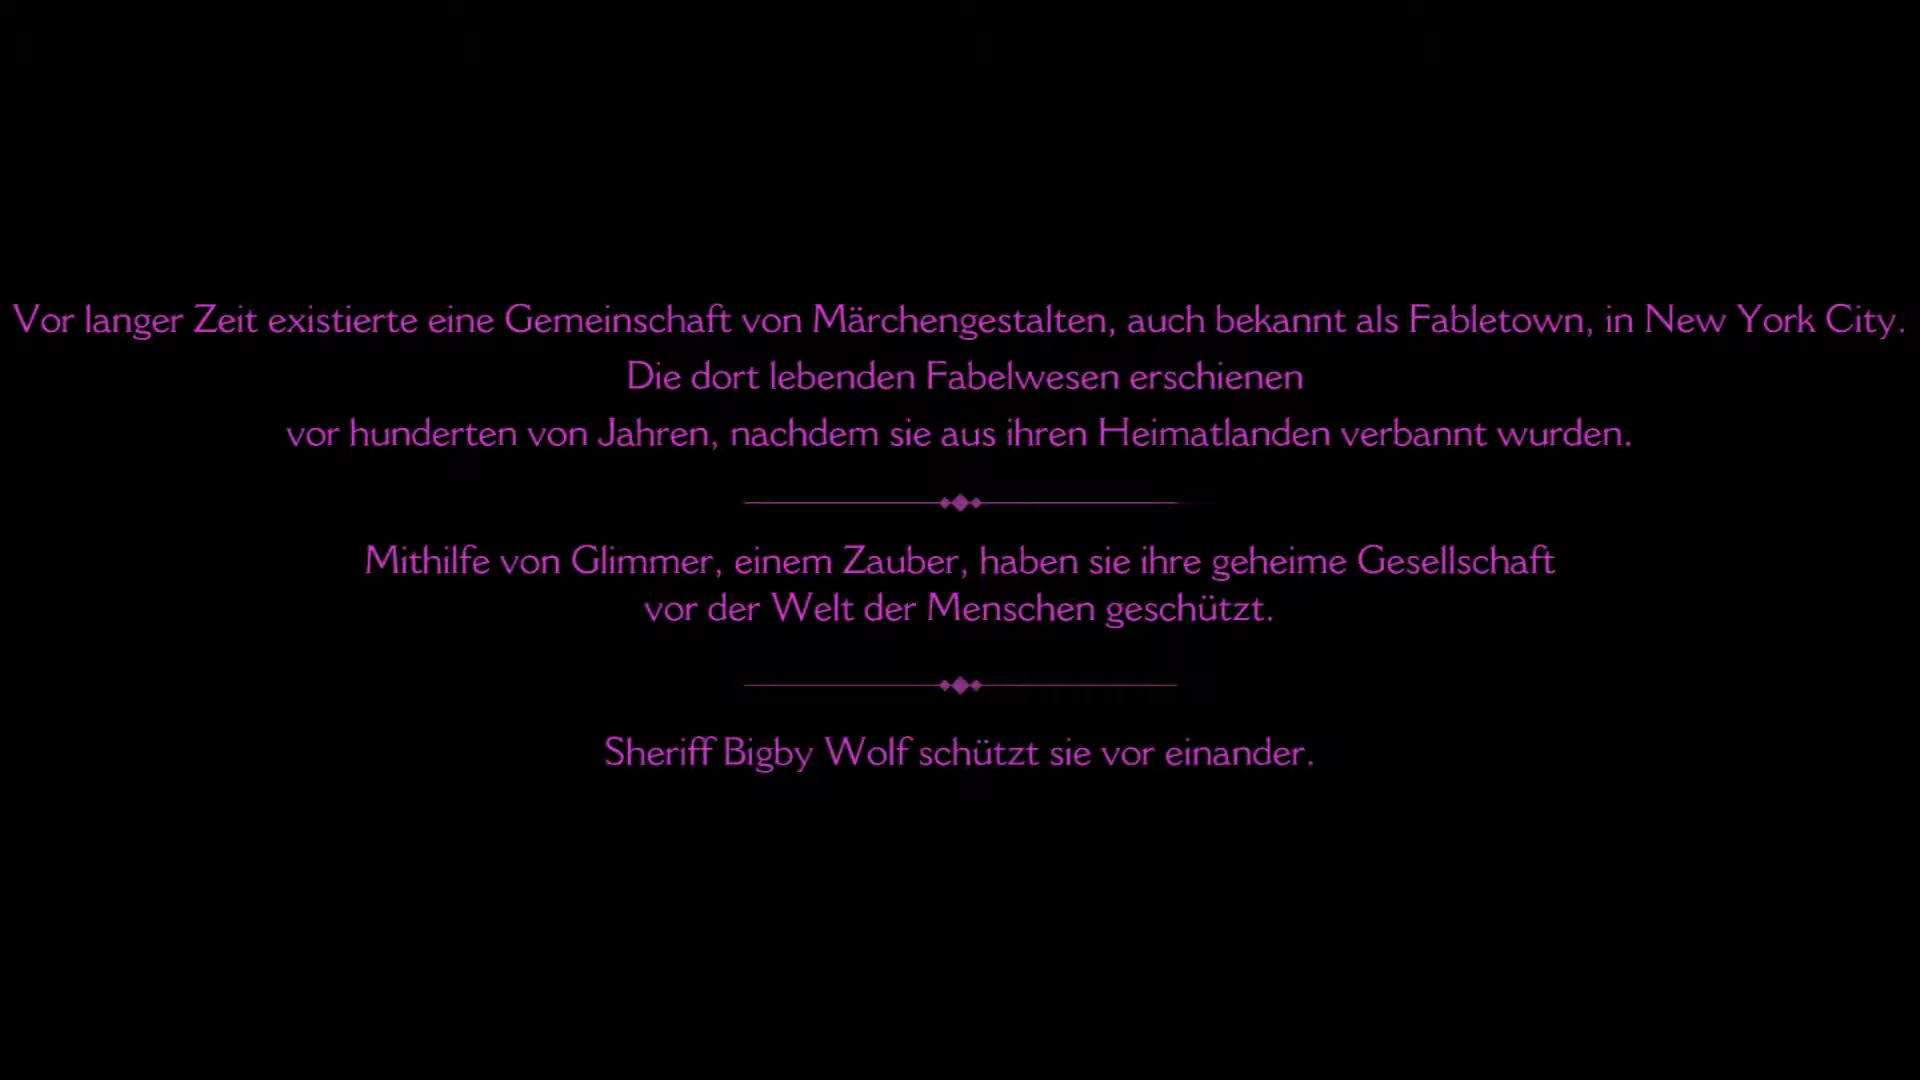 Vor langer Zeit existierte eine Gemeinschaft von Märchengestalten, auch bekannt als Fabletown, in New York City.
Die dort lebenden Fabelwesen erschienen
vor hunderten von Jahren, nachdem sie aus ihren Heimatlanden verbannt wurden.
Mithilfe von Glimmer, einem Zauber, haben sie ihre geheime Gesellschaft
vor der Welt der Menschen geschützt.
Sheriff Bigby Wolf schützt sie vor einander.